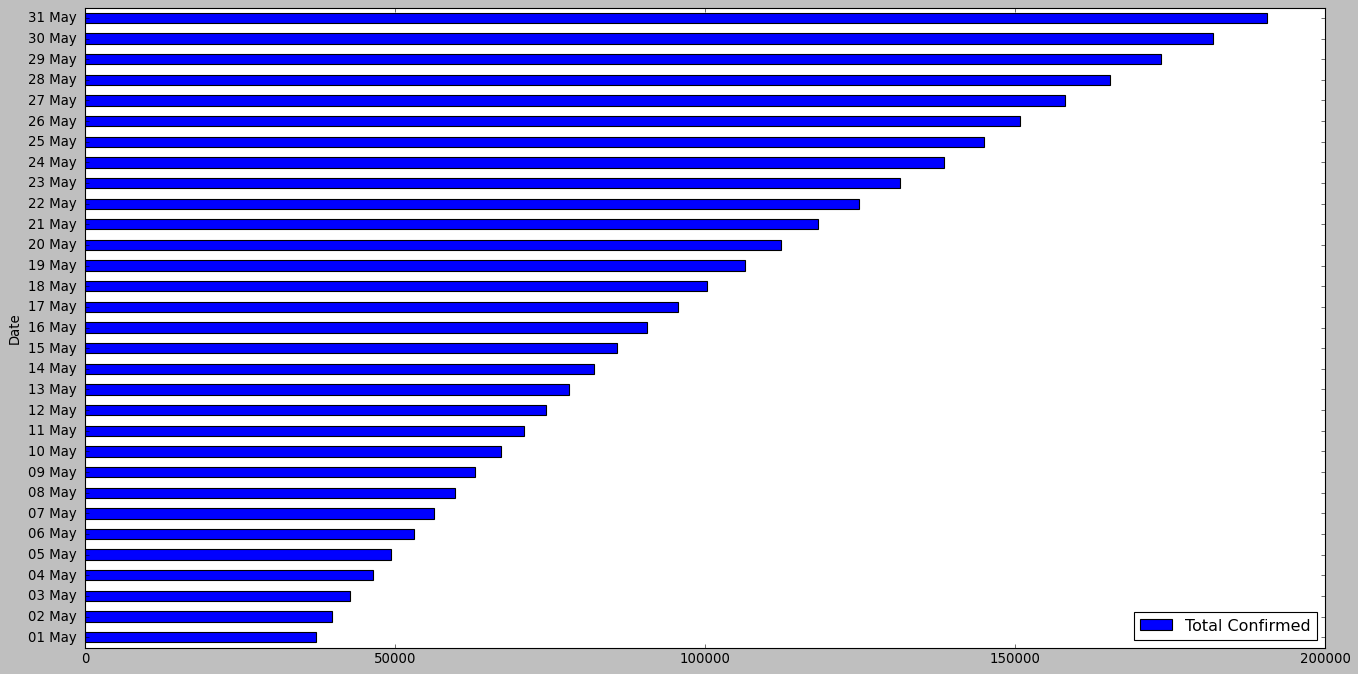 31 May
30 May
29 May
28 May
27 May
26 May
25 May
24 May
23 May
22 May
21 May
20 May
19 May
18 May
17 May
16 May
Date
15 May
14 May
13 May
12 May
11 May
10 May
09 May
08 May
07 May
06 May
05 May
04 May
03 May
02 May
01 May
Total Confirmed
0 50000 100000 150000 200000